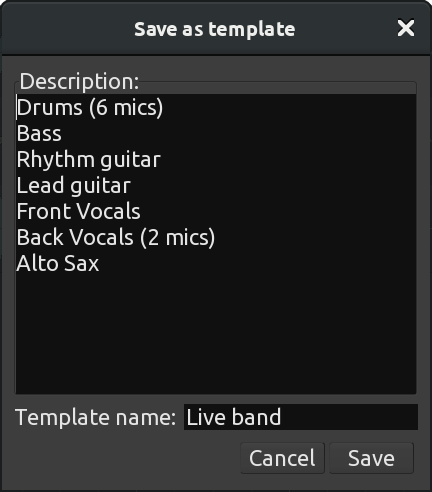 Save as template
Description:
Drums (6 mics)
Bass
Rhythm guitar
Lead guitar
Front Vocals
Back Vocals (2 mics)
Alto Sax
Template name: Live band
Cancel Save